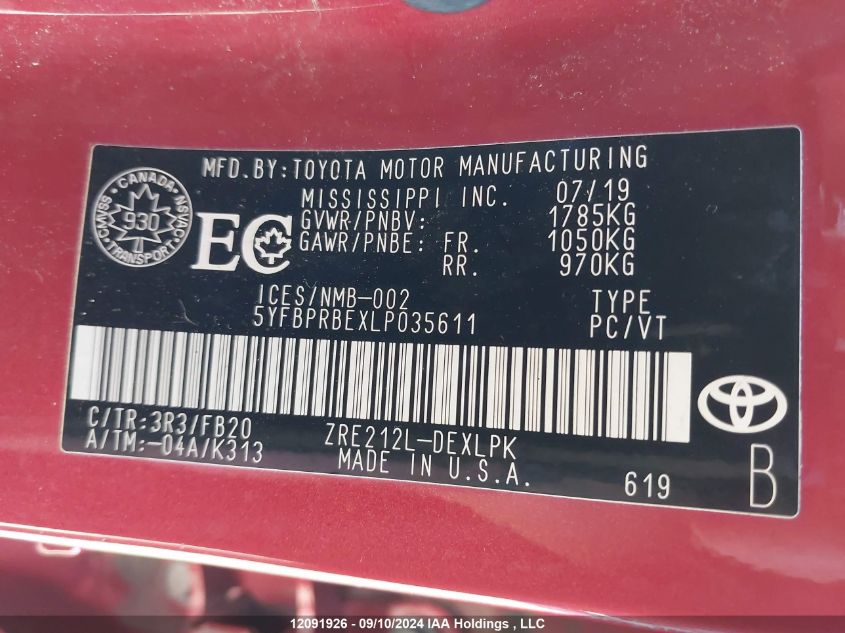 MFD.BY:TOYOTA MOTOR MANUFACTURING
MISSISSIPPI INC. 07/19
GVWR/PNBV: 1785KG
GAWR/PNBE: FR. 1050KG
RR. 970KG
CANADA
SMVSS NSVAC
930
TRANSPORT
EC
ICES/NMB-002 TYPE
5YFBPRBEXLP035611 PC/VT
C/TR:3R3/FB20 ZRE212L-DEXLPK
A/TM:-04A/K313 MADE IN U.S.A.
619 B
12091926 - 09/10/2024 IAA Holdings , LLC